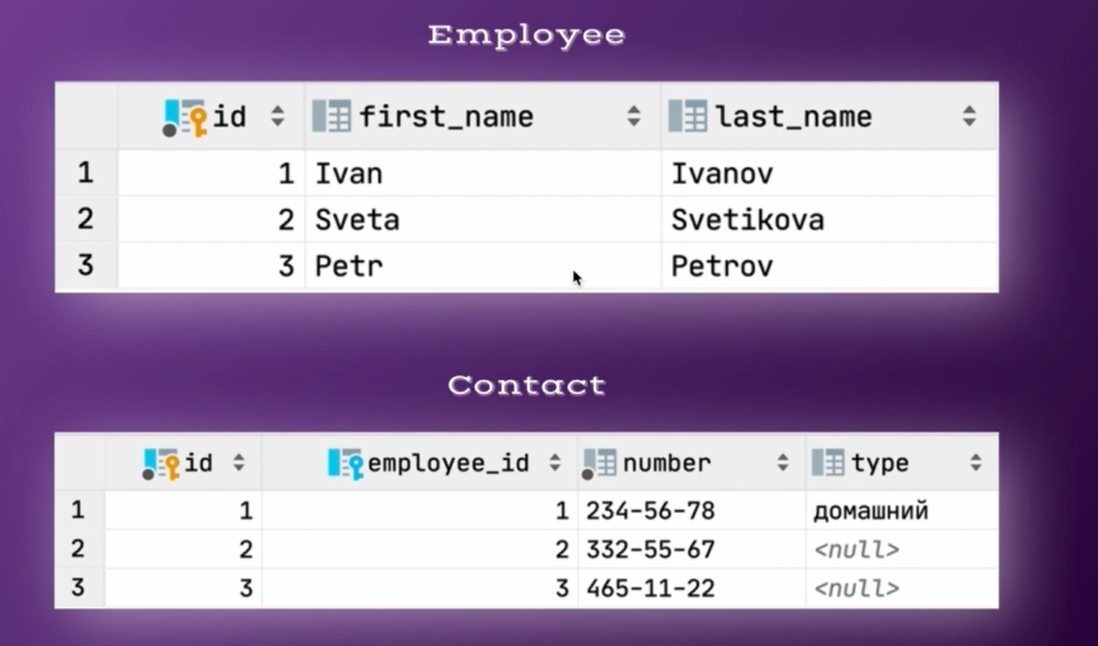 Employee
id first_name last_name
1 1 Ivan Ivanov
2 2 Sveta Svetikova
3 3 Petr Petrov
Contact
id employee_id number type
1 1 1 234-56-78 домашний
2 2 2 332-55-67 <null>
3 3 3 465-11-22 <null>